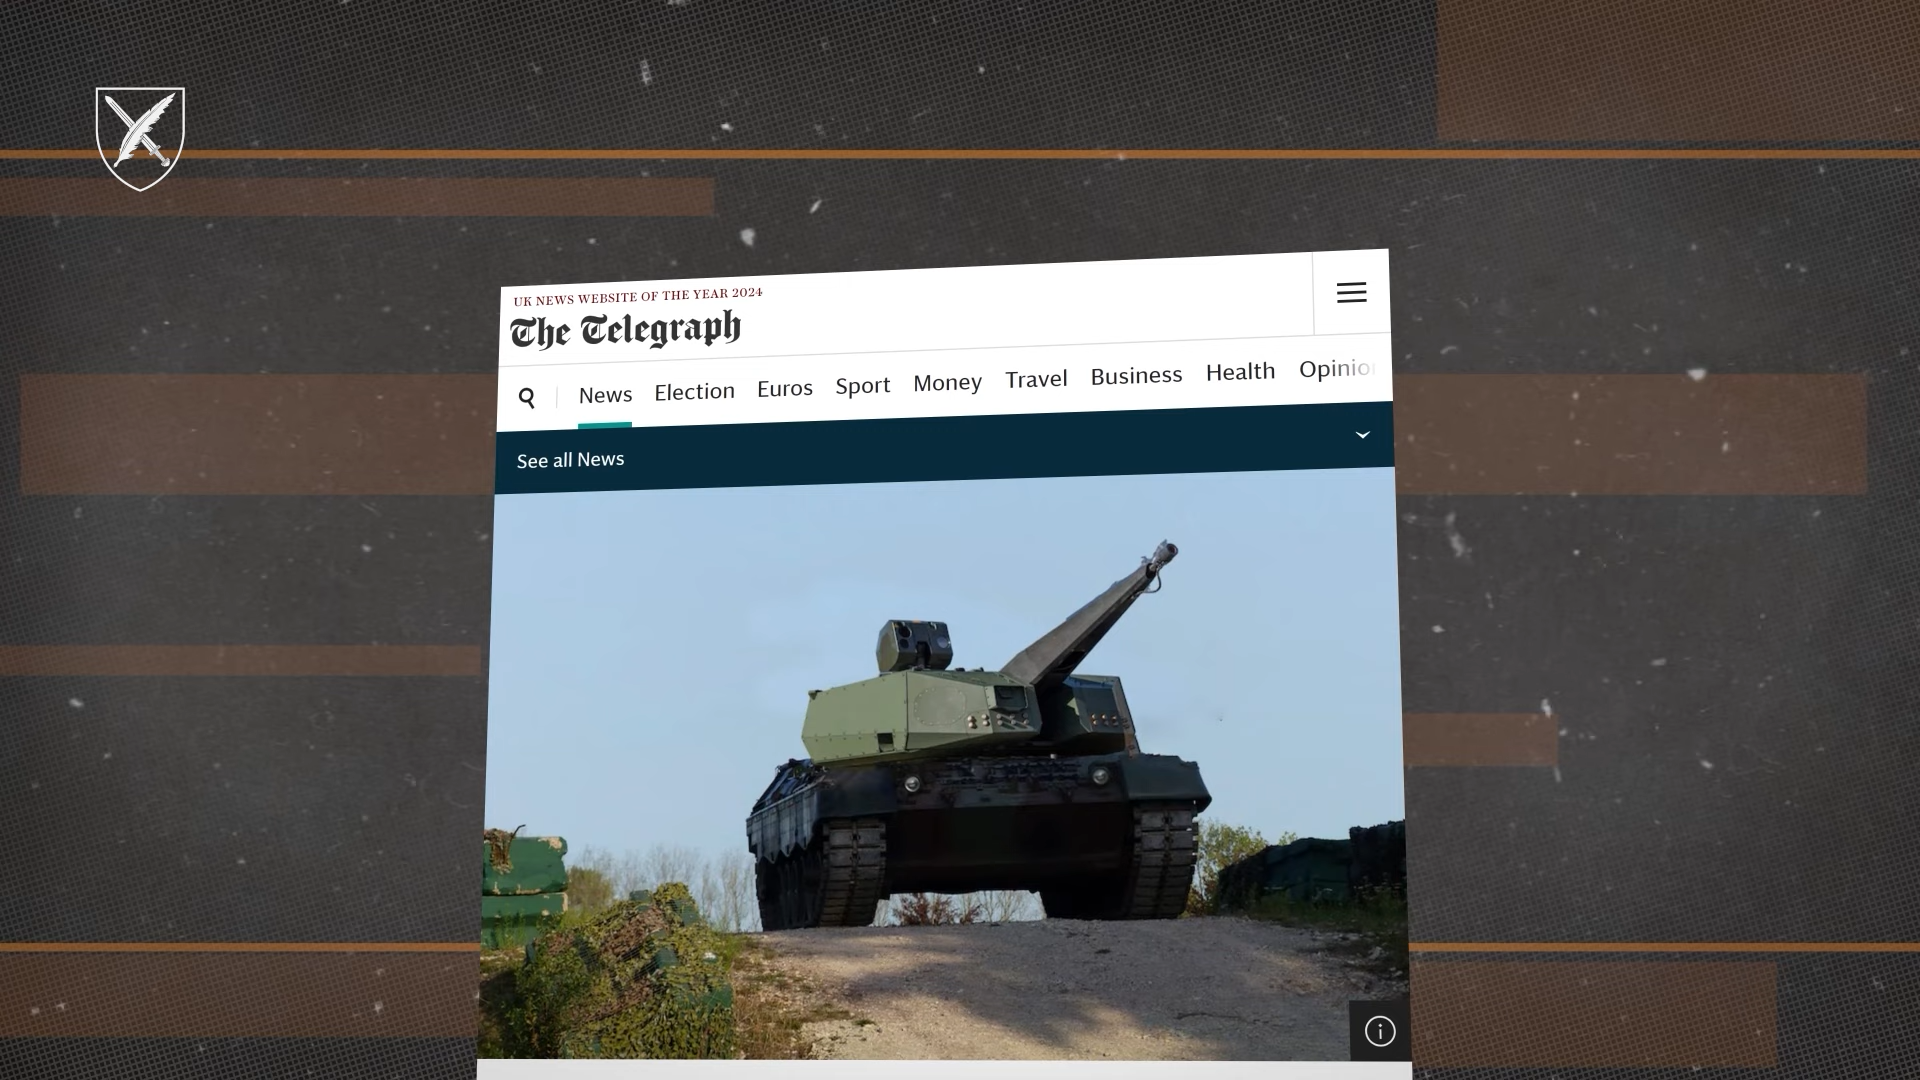 UK NEWS WEBSITE OF THE YEAR 2024
The Telegraph
News Election Euros Sport Money Travel Business Health Opinio
See all News